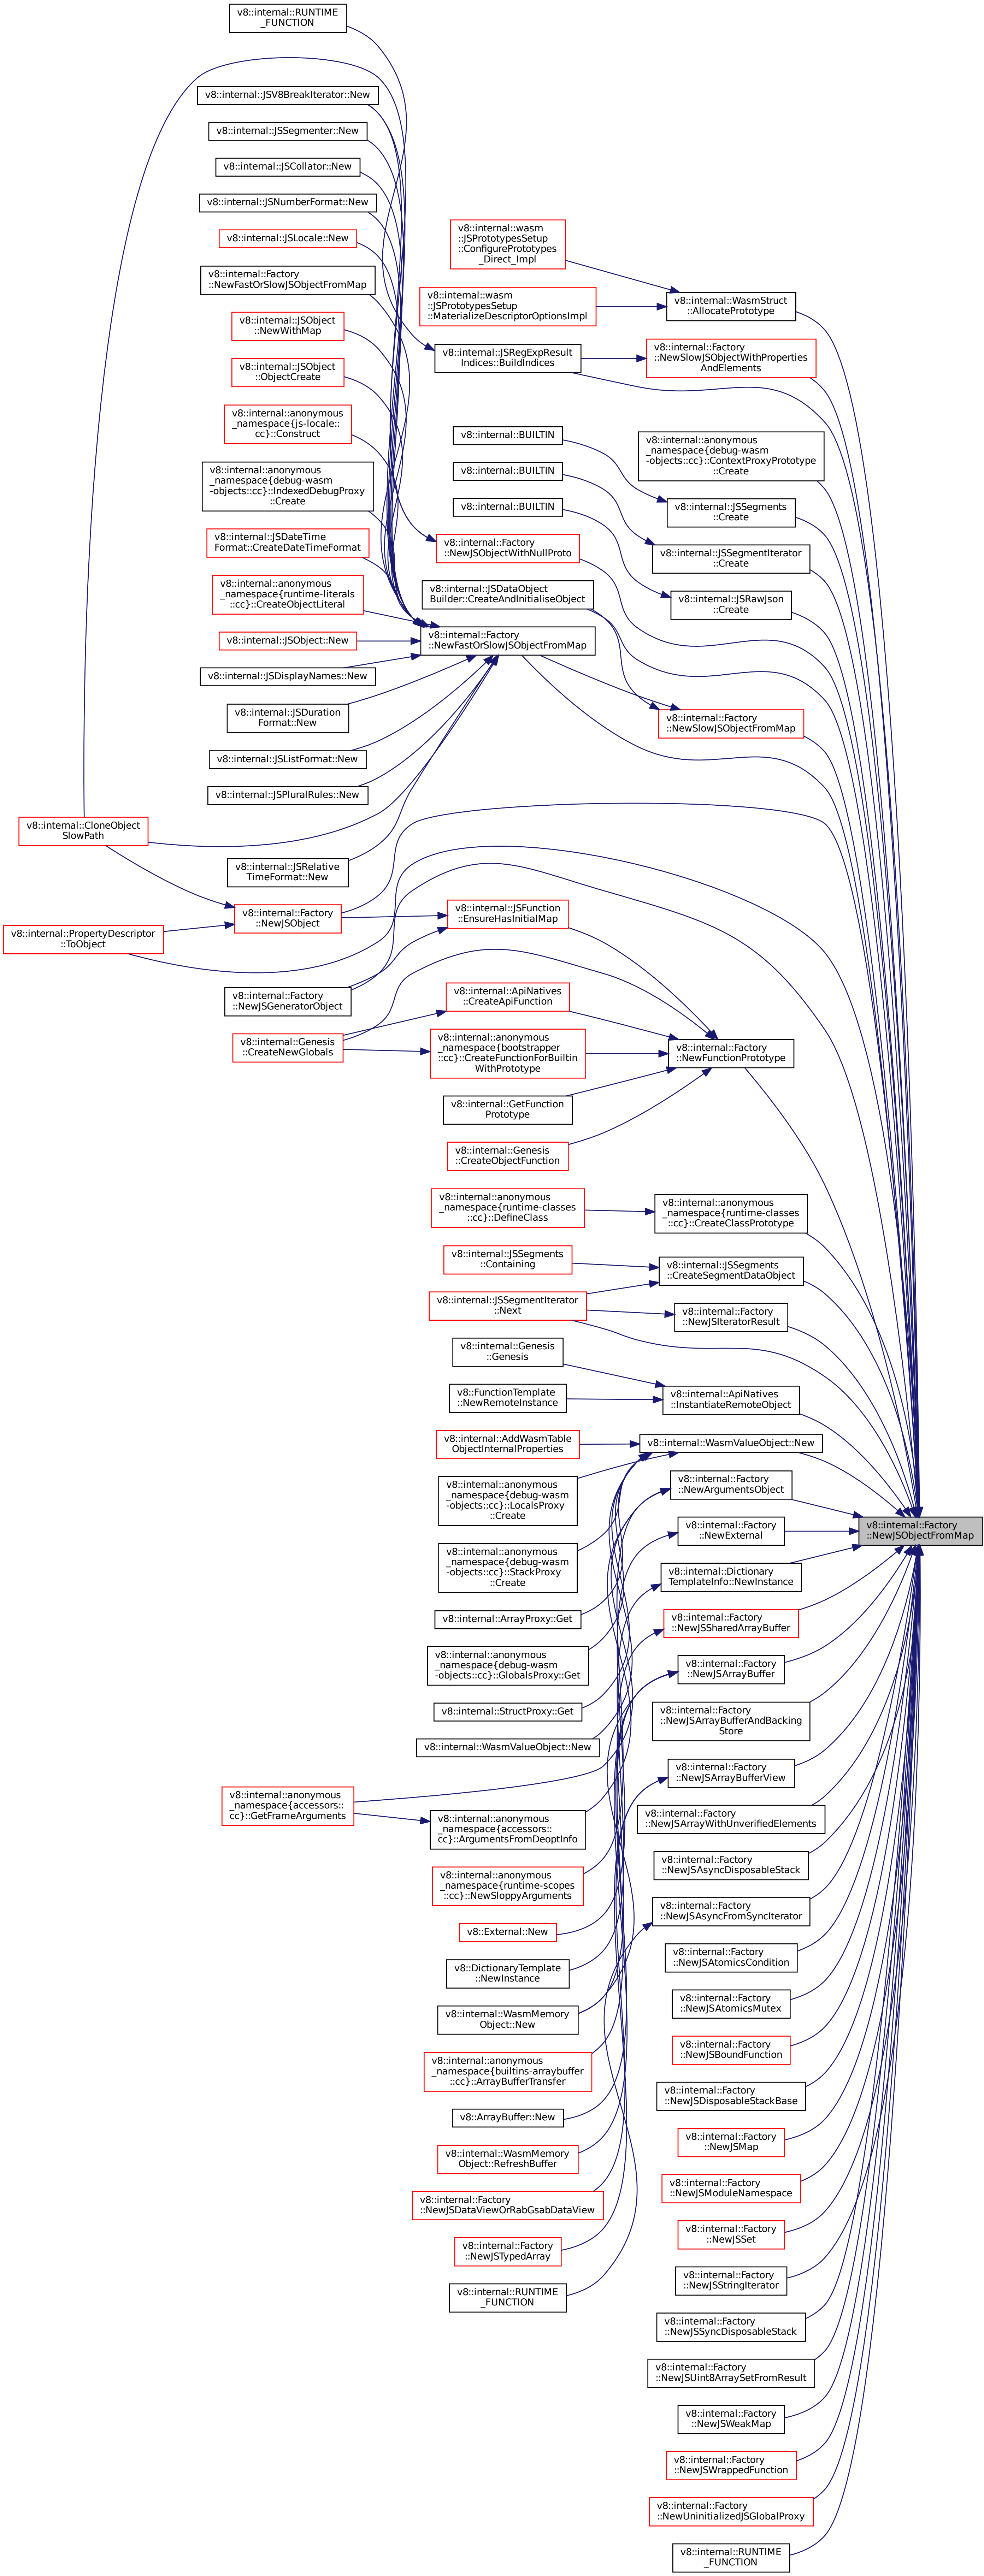 v8::internal::RUNTIME
_FUNCTION
v8::internal::JSV8BreakIterator::New
v8::internal::JSSegmenter::New
v8::internal::JSCollator::New
v8::internal::JSNumberFormat::New
v8::internal::JSLocale::New
v8::internal::Factory
::NewFastOrSlowJSObjectFromMap
v8::internal::JSObject
::NewWithMap
v8::internal::JSObject
::ObjectCreate
v8::internal::anonymous
_namespace{js-locale::
cc}::Construct
v8::internal::anonymous
_namespace{debug-wasm
-objects::cc}::IndexedDebugProxy
::Create
v8::internal::JSDateTime
Format::CreateDateTimeFormat
v8::internal::anonymous
_namespace{runtime-literals
::cc}::CreateObjectLiteral
v8::internal::JSObject::New
v8::internal::JSDisplayNames::New
v8::internal::JSDuration
Format::New
v8::internal::JSListFormat::New
v8::internal::JSPluralRules::New
v8::internal::CloneObject
SlowPath
v8::internal::JSRelative
TimeFormat::New
v8::internal::Factory
::NewJSObject
v8::internal::PropertyDescriptor
::ToObject
v8::internal::Factory
::NewJSGeneratorObject
v8::internal::Genesis
::CreateNewGlobals
v8::internal::wasm
::JSPrototypesSetup
::ConfigurePrototypes
_Direct_Impl
v8::internal::wasm
::JSPrototypesSetup
::MaterializeDescriptorOptionsImpl
v8::internal::JSRegExpResult
Indices::BuildIndices
v8::internal::BUILTIN
v8::internal::BUILTIN
v8::internal::BUILTIN
v8::internal::Factory
::NewJSObjectWithNullProto
v8::internal::JSDataObject
Builder::CreateAndInitialiseObject
v8::internal::Factory
::NewFastOrSlowJSObjectFromMap
v8::internal::WasmStruct
::AllocatePrototype
v8::internal::Factory
::NewSlowJSObjectWithProperties
AndElements
v8::internal::anonymous
_namespace{debug-wasm
-objects::cc}::ContextProxyPrototype
::Create
v8::internal::JSSegments
::Create
v8::internal::JSSegmentIterator
::Create
v8::internal::JSRawJson
::Create
v8::internal::Factory
::NewSlowJSObjectFromMap
v8::internal::JSFunction
::EnsureHasInitialMap
v8::internal::ApiNatives
::CreateApiFunction
v8::internal::anonymous
_namespace{bootstrapper
::cc}::CreateFunctionForBuiltin
WithPrototype
v8::internal::GetFunction
Prototype
v8::internal::Genesis
::CreateObjectFunction
v8::internal::Factory
::NewFunctionPrototype
v8::internal::anonymous
_namespace{runtime-classes
::cc}::DefineClass
v8::internal::anonymous
_namespace{runtime-classes
::cc}::CreateClassPrototype
v8::internal::JSSegments
::Containing
v8::internal::JSSegments
::CreateSegmentDataObject
v8::internal::JSSegmentIterator
::Next
v8::internal::Factory
::NewJSIteratorResult
v8::internal::Genesis
::Genesis
v8::FunctionTemplate
::NewRemoteInstance
v8::internal::ApiNatives
::InstantiateRemoteObject
v8::internal::AddWasmTable
ObjectInternalProperties
v8::internal::WasmValueObject::New
v8::internal::anonymous
_namespace{debug-wasm
-objects::cc}::LocalsProxy
::Create
v8::internal::anonymous
_namespace{debug-wasm
-objects::cc}::StackProxy
::Create
v8::internal::ArrayProxy::Get
v8::internal::anonymous
_namespace{debug-wasm
-objects::cc}::GlobalsProxy::Get
v8::internal::StructProxy::Get
v8::internal::WasmValueObject::New
v8::internal::anonymous
_namespace{accessors::
cc}::GetFrameArguments
v8::internal::anonymous
_namespace{accessors::
cc}::ArgumentsFromDeoptInfo
v8::internal::anonymous
_namespace{runtime-scopes
::cc}::NewSloppyArguments
v8::External::New
v8::DictionaryTemplate
::NewInstance
v8::internal::WasmMemory
Object::New
v8::internal::anonymous
_namespace{builtins-arraybuffer
::cc}::ArrayBufferTransfer
v8::ArrayBuffer::New
v8::internal::WasmMemory
Object::RefreshBuffer
v8::internal::Factory
::NewJSDataViewOrRabGsabDataView
v8::internal::Factory
::NewJSTypedArray
v8::internal::RUNTIME
_FUNCTION
v8::internal::Factory
::NewArgumentsObject
v8::internal::Factory
::NewExternal
v8::internal::Dictionary
TemplateInfo::NewInstance
v8::internal::Factory
::NewJSSharedArrayBuffer
v8::internal::Factory
::NewJSArrayBuffer
v8::internal::Factory
::NewJSArrayBufferAndBacking
Store
v8::internal::Factory
::NewJSArrayBufferView
v8::internal::Factory
::NewJSArrayWithUnverifiedElements
v8::internal::Factory
::NewJSAsyncDisposableStack
v8::internal::Factory
::NewJSAsyncFromSyncIterator
v8::internal::Factory
::NewJSAtomicsCondition
v8::internal::Factory
::NewJSAtomicsMutex
v8::internal::Factory
::NewJSBoundFunction
v8::internal::Factory
::NewJSDisposableStackBase
v8::internal::Factory
::NewJSMap
v8::internal::Factory
::NewJSModuleNamespace
v8::internal::Factory
::NewJSSet
v8::internal::Factory
::NewJSStringIterator
v8::internal::Factory
::NewJSSyncDisposableStack
v8::internal::Factory
::NewJSUint8ArraySetFromResult
v8::internal::Factory
::NewJSWeakMap
v8::internal::Factory
::NewJSWrappedFunction
v8::internal::Factory
::NewUninitializedJSGlobalProxy
v8::internal::RUNTIME
_FUNCTION
v8::internal::Factory
::NewJSObjectFromMap